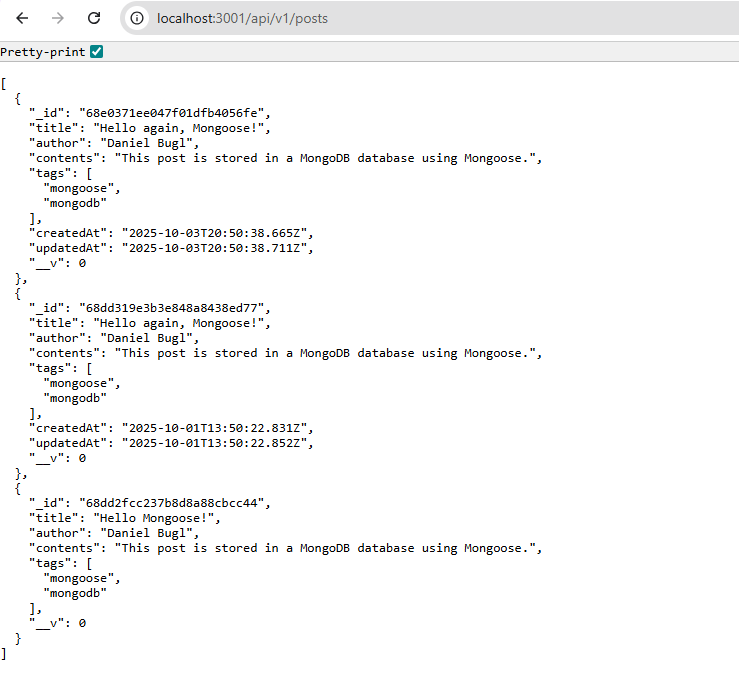 localhost:3001/api/v1/posts
Pretty-print
[
  {
    "_id": "68e0371ee047f01dfb4056fe",
    "title": "Hello again, Mongoose!",
    "author": "Daniel Bugl",
    "contents": "This post is stored in a MongoDB database using Mongoose.",
    "tags": [
      "mongoose",
      "mongodb"
    ],
    "createdAt": "2025-10-03T20:50:38.665Z",
    "updatedAt": "2025-10-03T20:50:38.711Z",
    "__v": 0
  },
  {
    "_id": "68dd319e3b3e848a8438ed77",
    "title": "Hello again, Mongoose!",
    "author": "Daniel Bugl",
    "contents": "This post is stored in a MongoDB database using Mongoose.",
    "tags": [
      "mongoose",
      "mongodb"
    ],
    "createdAt": "2025-10-01T13:50:22.831Z",
    "updatedAt": "2025-10-01T13:50:22.852Z",
    "__v": 0
  },
  {
    "_id": "68dd2fcc237b8d8a88cbcc44",
    "title": "Hello Mongoose!",
    "author": "Daniel Bugl",
    "contents": "This post is stored in a MongoDB database using Mongoose.",
    "tags": [
      "mongoose",
      "mongodb"
    ],
    "__v": 0
  }
]